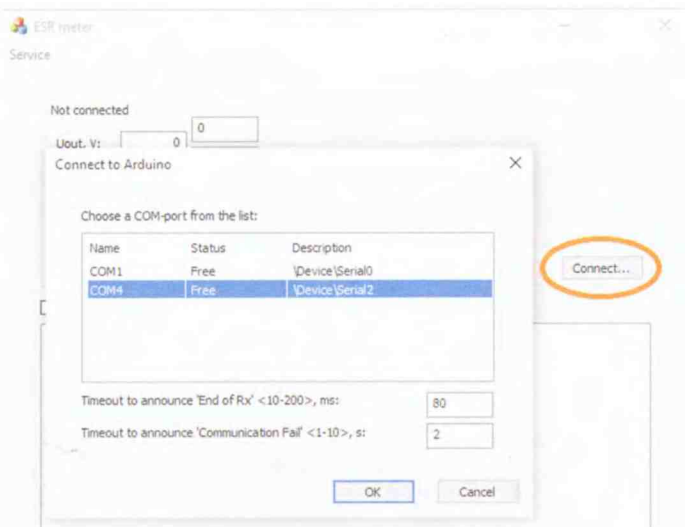 ESR meter
Service
Not connected
0
Uout, V: 0
Connect to Arduino
Choose a COM-port from the list:
Name Status Description
COM1 Free \Device\Serial0
COM4 Free \Device\Serial2
Connect...
Timeout to announce 'End of Rx' <10-200>, ms: 80
Timeout to announce 'Communication Fail' <1-10>, s: 2
OK Cancel